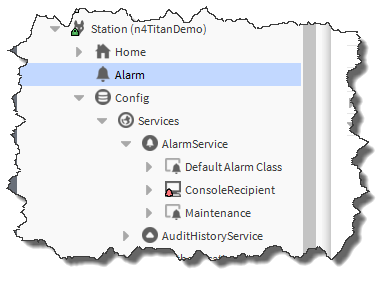 Station (n4TitanDemo)
Home
Alarm
Config
Services
AlarmService
Default Alarm Class
ConsoleRecipient
Maintenance
AuditHistoryService